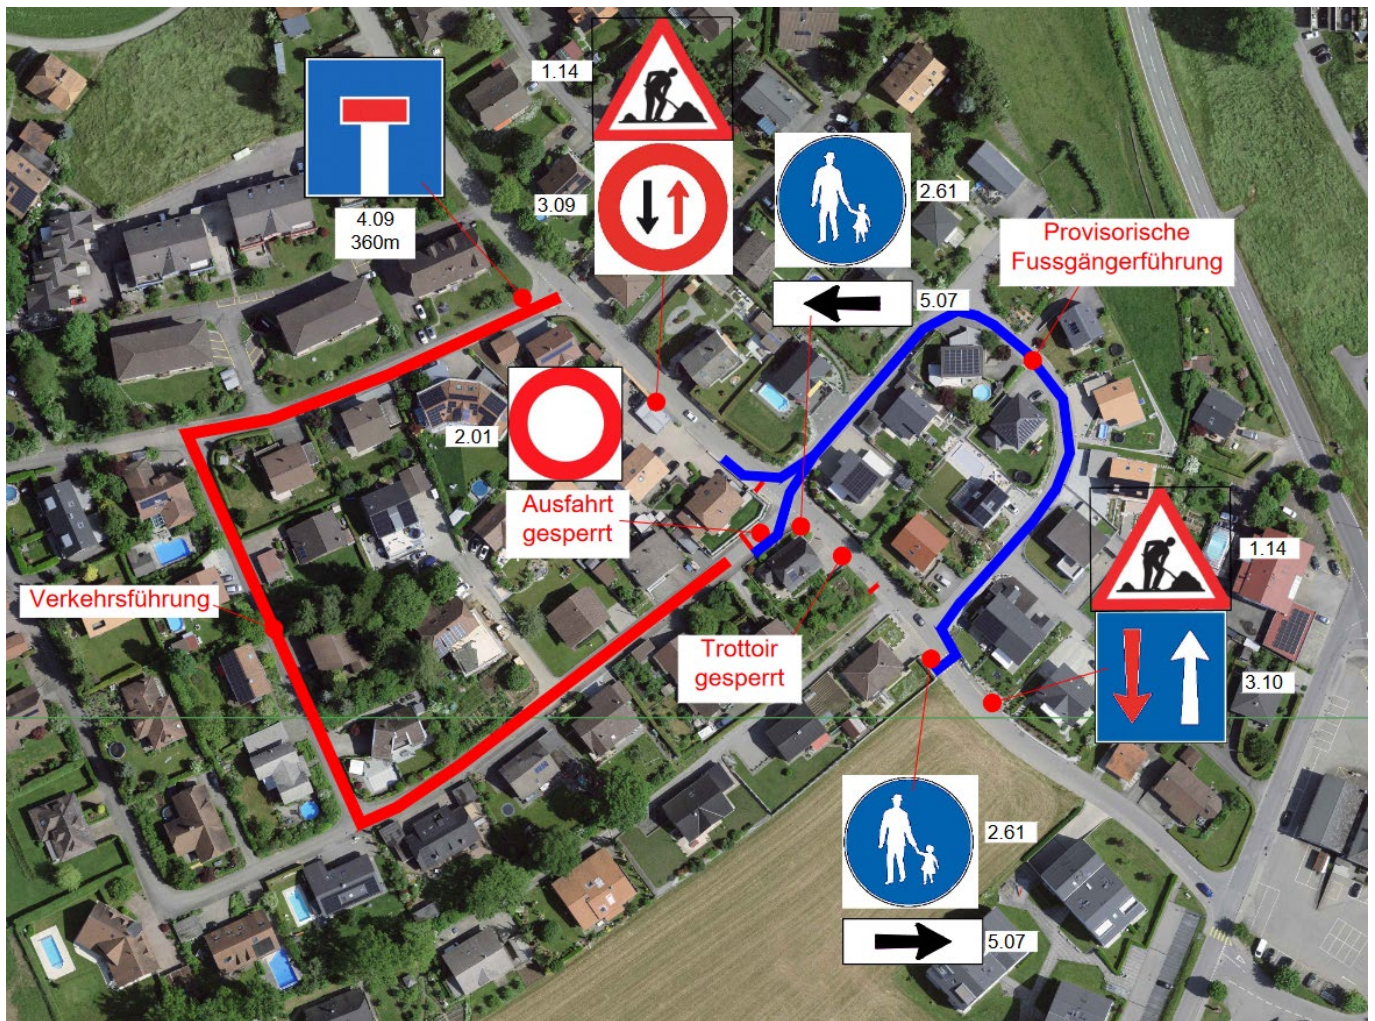 1.14
4.09
360m
3.09
2.61
Provisorische
Fussgängerführung
5.07
2.01
Ausfahrt
gesperrt
1.14
Verkehrsführung
Trottoir
gesperrt
3.10
2.61
5.07